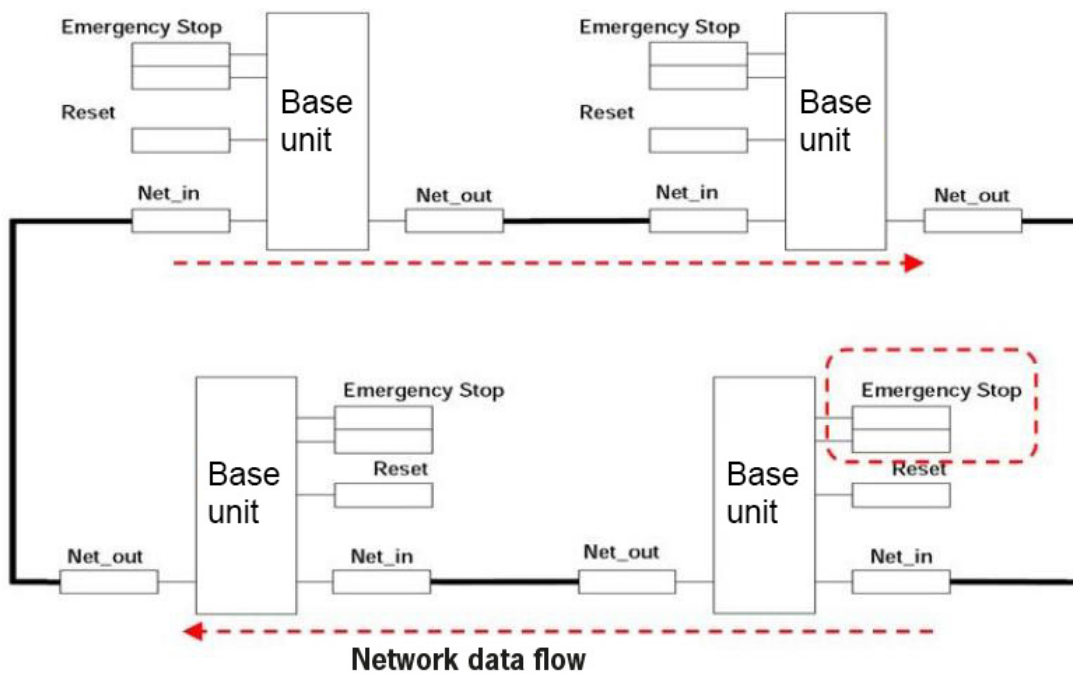 Emergency Stop
Emergency Stop
Base
unit
Base
unit
Reset
Reset
Net_in
Net_out
Net_in
Net_out
Emergency Stop
Emergency Stop
Base
unit
Base
unit
Reset
Reset
Net_out
Net_in
Net_out
Net_in
Network data flow